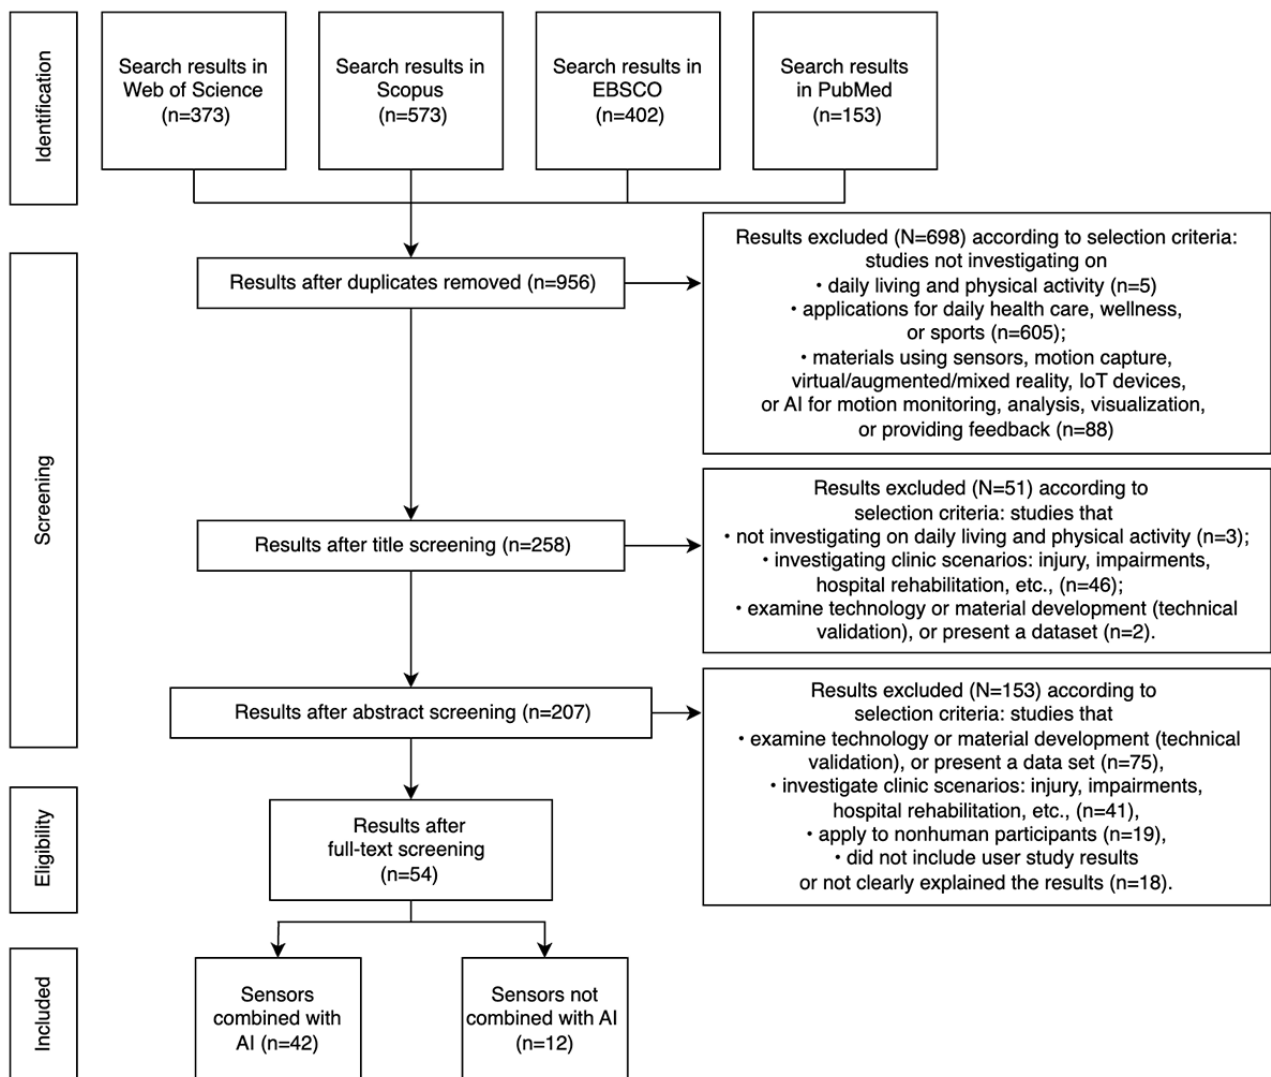 Identification
Search results in
Web of Science
(n=373)
Search results in
Scopus
(n=573)
Search results in
EBSCO
(n=402)
Search results
in PubMed
(n=153)
Screening
Results after duplicates removed (n=956)
Results excluded (N=698) according to selection criteria:
studies not investigating on
• daily living and physical activity (n=5)
• applications for daily health care, wellness,
or sports (n=605);
• materials using sensors, motion capture,
virtual/augmented/mixed reality, IoT devices,
or AI for motion monitoring, analysis, visualization,
or providing feedback (n=88)
Results after title screening (n=258)
Results excluded (N=51) according to
selection criteria: studies that
• not investigating on daily living and physical activity (n=3);
• investigating clinic scenarios: injury, impairments,
hospital rehabilitation, etc., (n=46);
• examine technology or material development (technical
validation), or present a dataset (n=2).
Results after abstract screening (n=207)
Results excluded (N=153) according to
selection criteria: studies that
• examine technology or material development (technical
validation), or present a data set (n=75),
• investigate clinic scenarios: injury, impairments,
hospital rehabilitation, etc., (n=41),
• apply to nonhuman participants (n=19),
• did not include user study results
or not clearly explained the results (n=18).
Eligibility
Results after
full-text screening
(n=54)
Included
Sensors
combined with
AI (n=42)
Sensors not
combined with AI
(n=12)